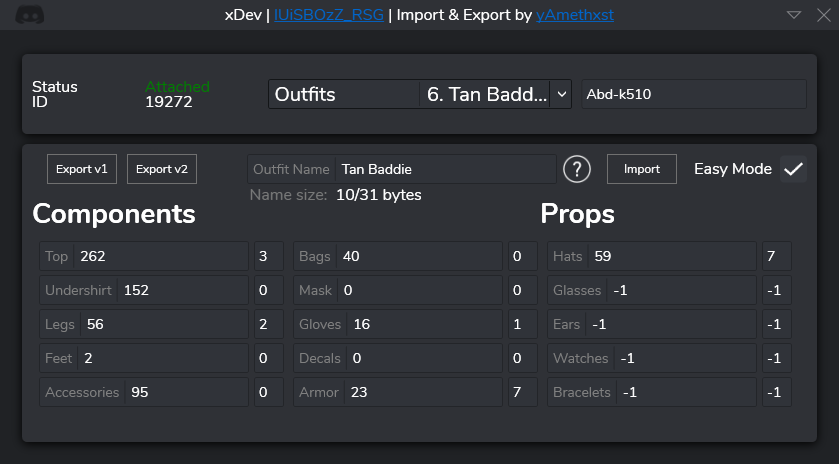 xDev | IUiSBOzZ_RSG | Import & Export by yAmethxst
Status Attached
ID 19272
Outfits 6. Tan Badd... Abd-k510
Export v1 Export v2 Outfit Name Tan Baddie ? Import Easy Mode
Name size: 10/31 bytes
Components Props
Top 262 3 Bags 40 0 Hats 59 7
Undershirt 152 0 Mask 0 0 Glasses -1 -1
Legs 56 2 Gloves 16 1 Ears -1 -1
Feet 2 0 Decals 0 0 Watches -1 -1
Accessories 95 0 Armor 23 7 Bracelets -1 -1